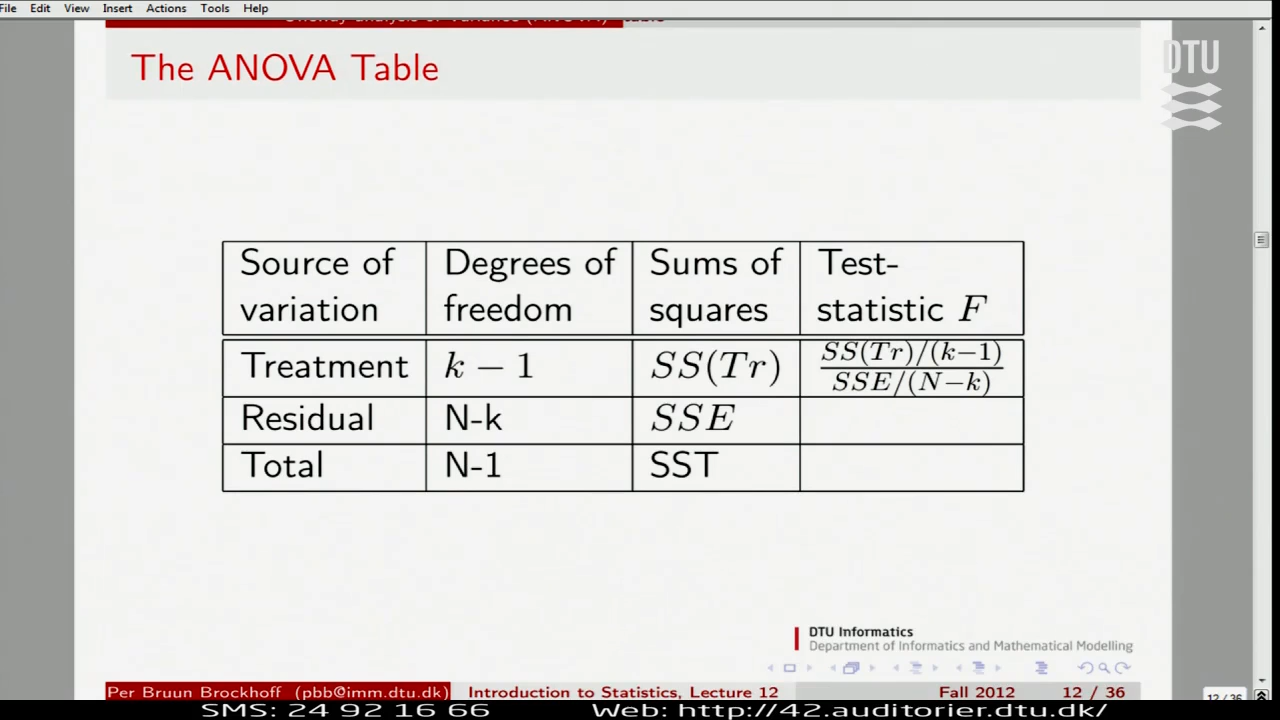 File Edit View Insert Actions Tools Help
Oneway analysis of variance (ANOVA) table
The ANOVA Table
DTU
Source of variation Degrees of freedom Sums of squares Test-statistic F
Treatment k − 1 SS(Tr) SS(Tr)/(k−1) / SSE/(N−k)
Residual N-k SSE
Total N-1 SST
DTU Informatics
Department of Informatics and Mathematical Modelling
Per Bruun Brockhoff (pbb@imm.dtu.dk) Introduction to Statistics, Lecture 12 Fall 2012 12 / 36
12/36
SMS: 24 92 16 66 Web: http://42.auditorier.dtu.dk/